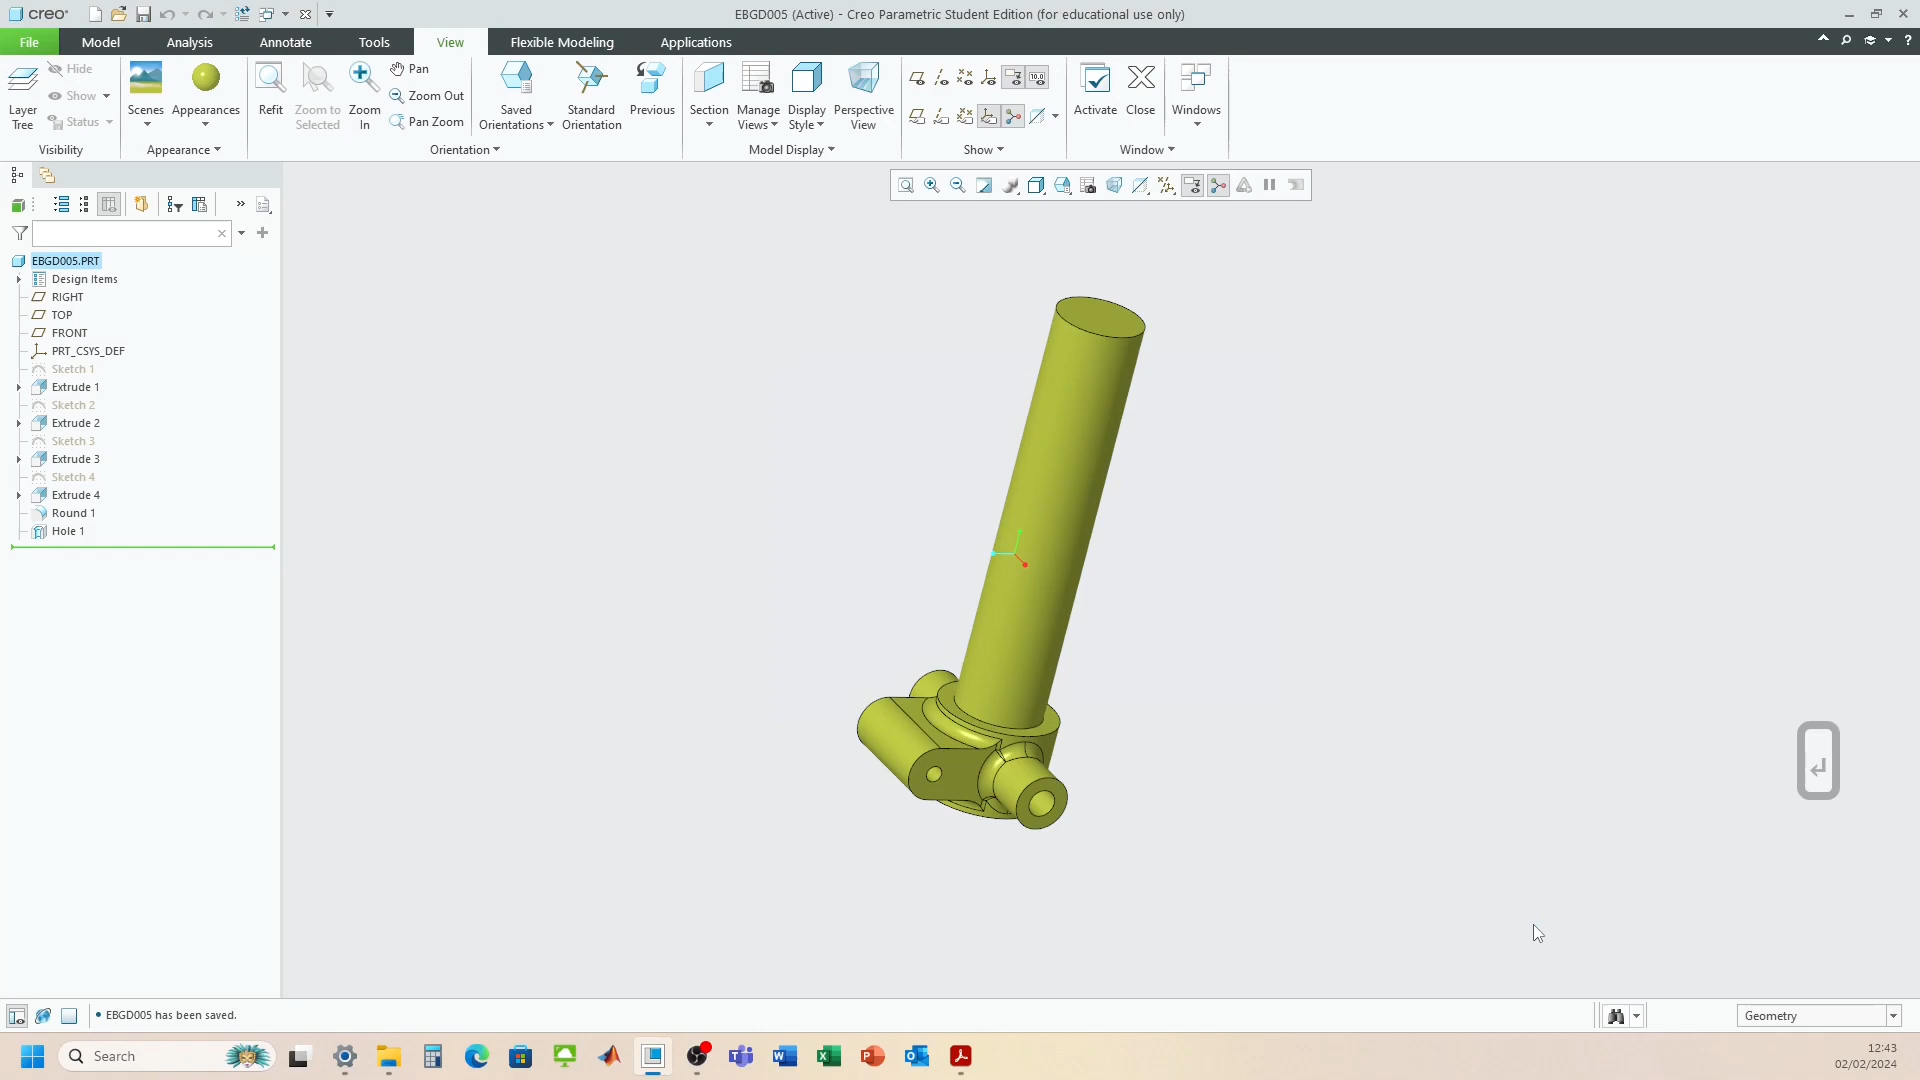 creo
EBGD005 (Active) - Creo Parametric Student Edition (for educational use only)
File
Model
Analysis
Annotate
Tools
View
Flexible Modeling
Applications
Layer Tree
Hide
Show
Status
Visibility
Scenes
Appearances
Appearance
Refit
Zoom to Selected
Zoom In
Pan
Zoom Out
Pan Zoom
Saved Orientations
Standard Orientation
Previous
Orientation
Section
Manage Views
Display Style
Perspective View
Model Display
10.0
Show
Activate
Close
Windows
Window
EBGD005.PRT
Design Items
RIGHT
TOP
FRONT
PRT_CSYS_DEF
Sketch 1
Extrude 1
Sketch 2
Extrude 2
Sketch 3
Extrude 3
Sketch 4
Extrude 4
Round 1
Hole 1
• EBGD005 has been saved.
Geometry
Search
12:43
02/02/2024